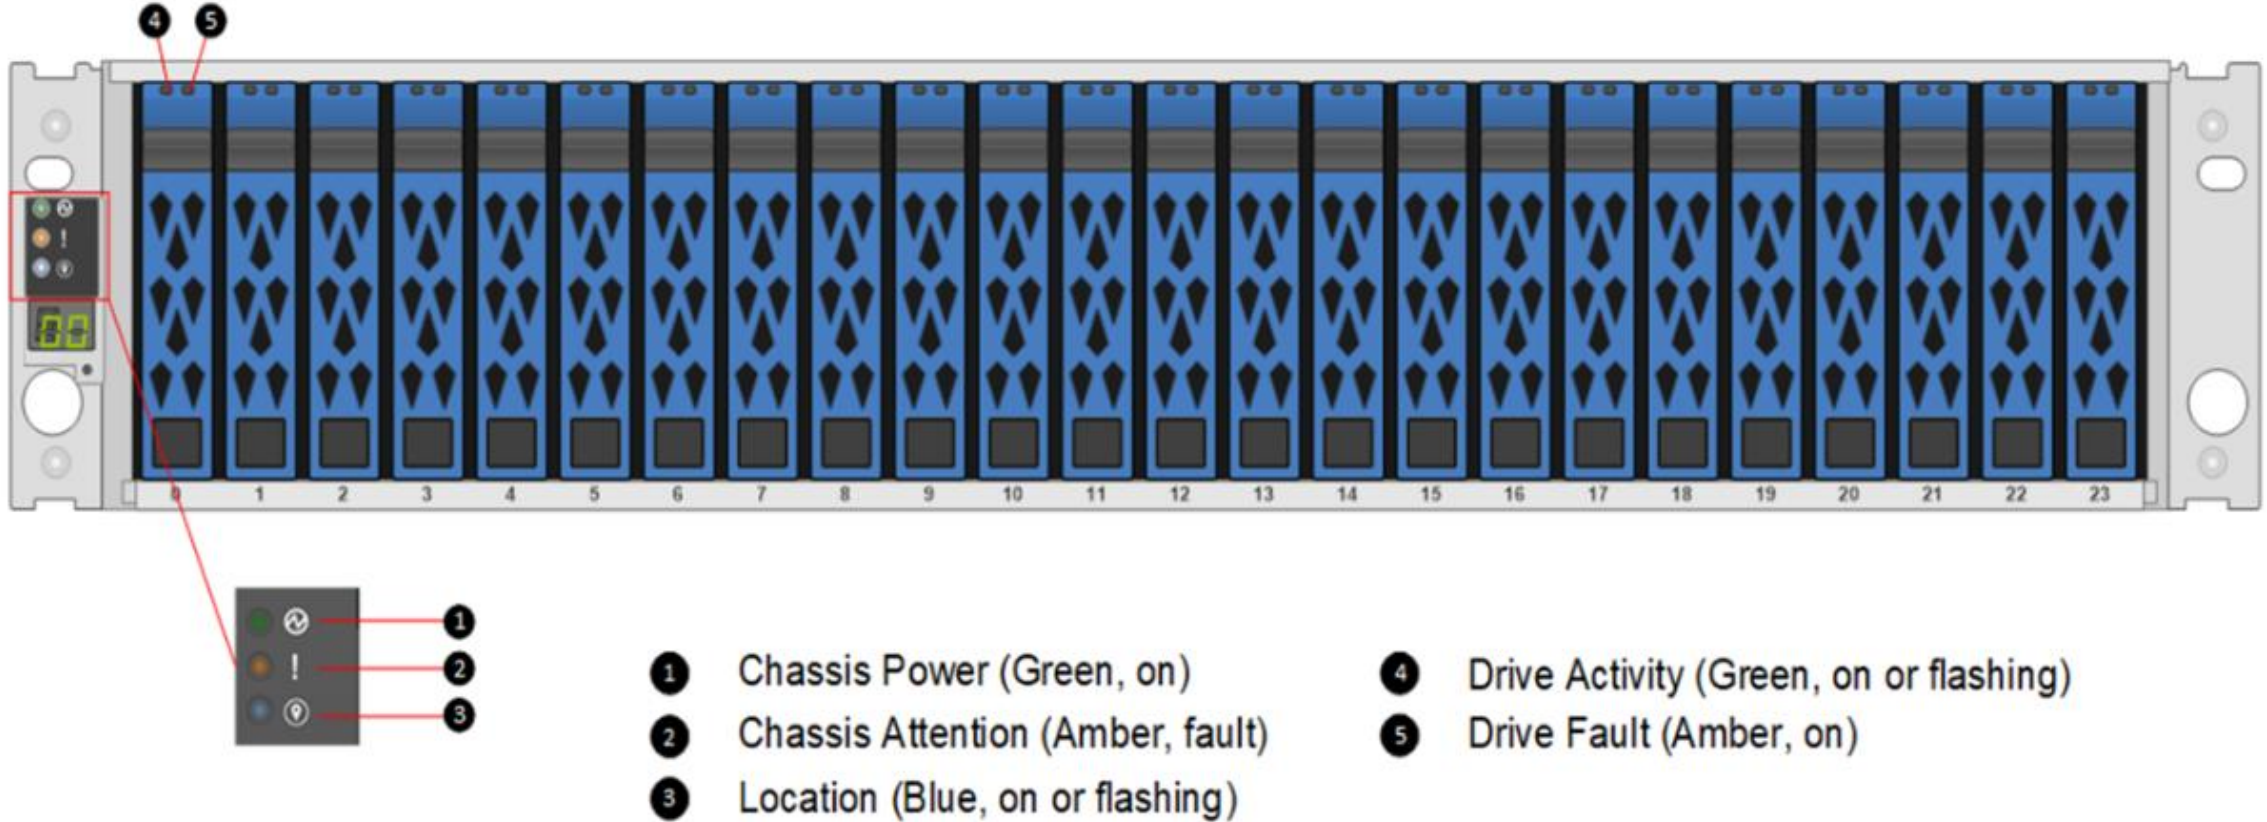 4 5
00
0 1 2 3 4 5 6 7 8 9 10 11 12 13 14 15 16 17 18 19 20 21 22 23
1
2
3
1 Chassis Power (Green, on)
2 Chassis Attention (Amber, fault)
3 Location (Blue, on or flashing)
4 Drive Activity (Green, on or flashing)
5 Drive Fault (Amber, on)